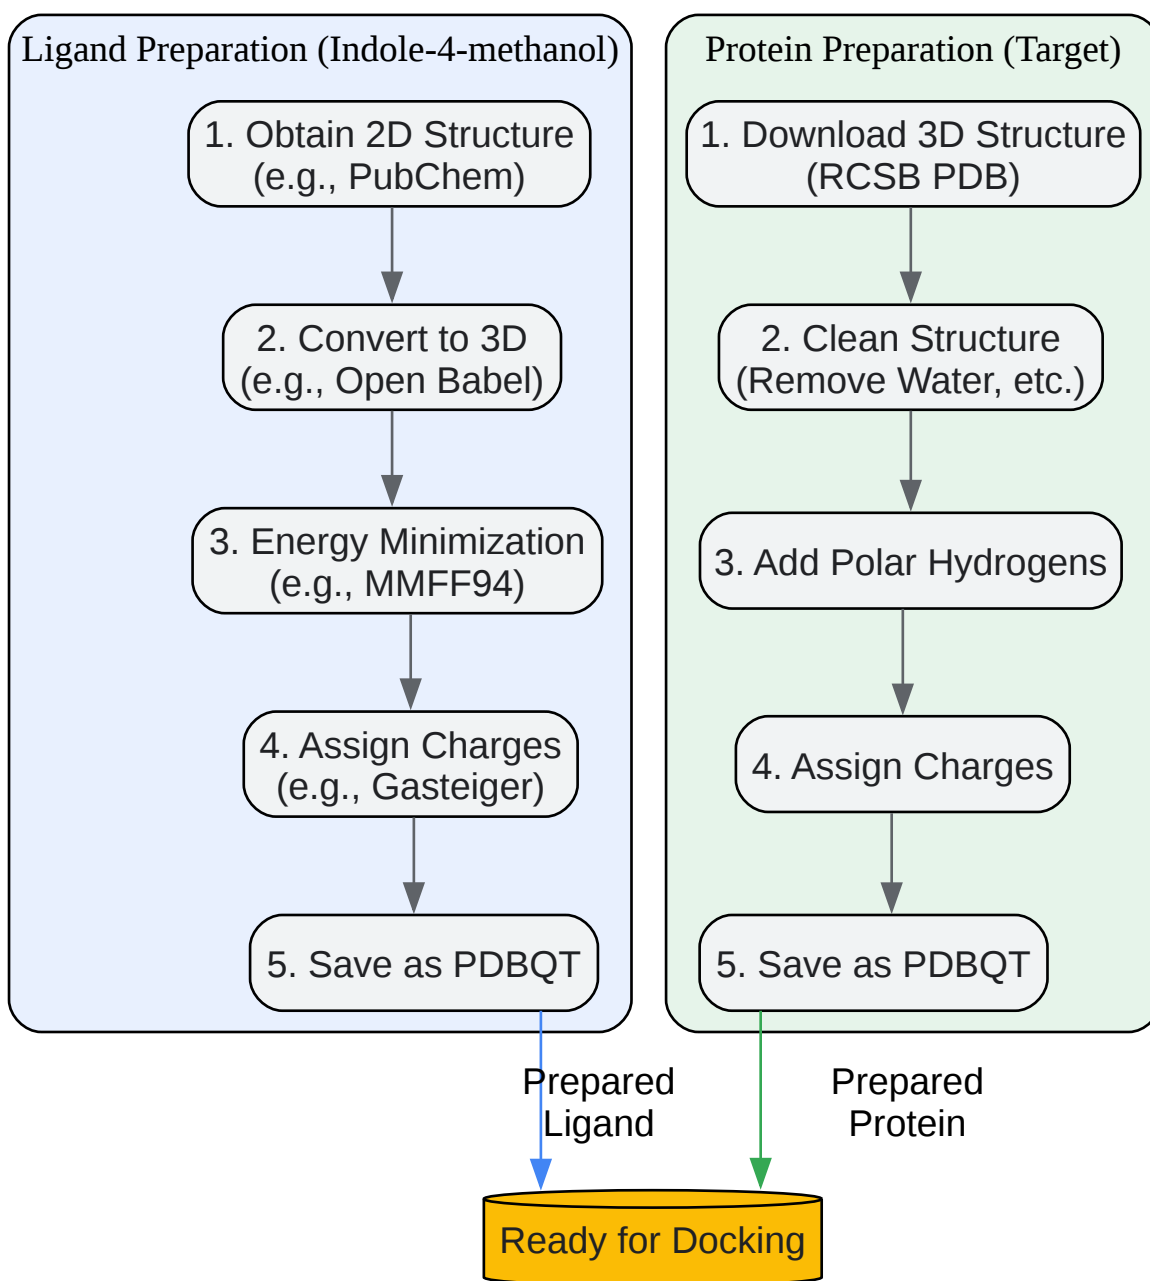 Ligand Preparation (Indole-4-methanol)
1. Obtain 2D Structure
(e.g., PubChem)
2. Convert to 3D
(e.g., Open Babel)
3. Energy Minimization
(e.g., MMFF94)
4. Assign Charges
(e.g., Gasteiger)
5. Save as PDBQT
Protein Preparation (Target)
1. Download 3D Structure
(RCSB PDB)
2. Clean Structure
(Remove Water, etc.)
3. Add Polar Hydrogens
4. Assign Charges
5. Save as PDBQT
Prepared
Ligand
Prepared
Protein
Ready for Docking